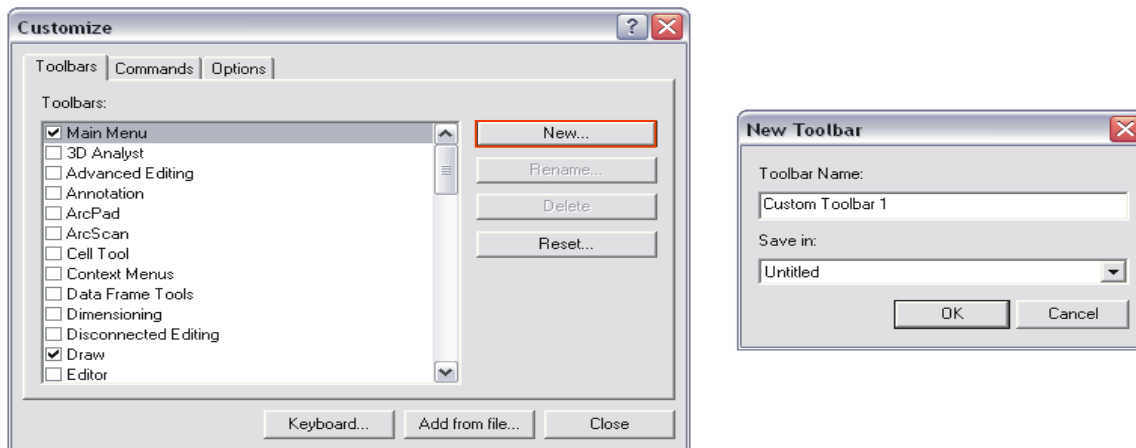 Customize
Toolbars Commands Options
Toolbars:
Main Menu
3D Analyst
Advanced Editing
Annotation
ArcPad
ArcScan
Cell Tool
Context Menus
Data Frame Tools
Dimensioning
Disconnected Editing
Draw
Editor
New...
Rename...
Delete
Reset...
Keyboard... Add from file... Close
New Toolbar
Toolbar Name:
Custom Toolbar 1
Save in:
Untitled
OK Cancel